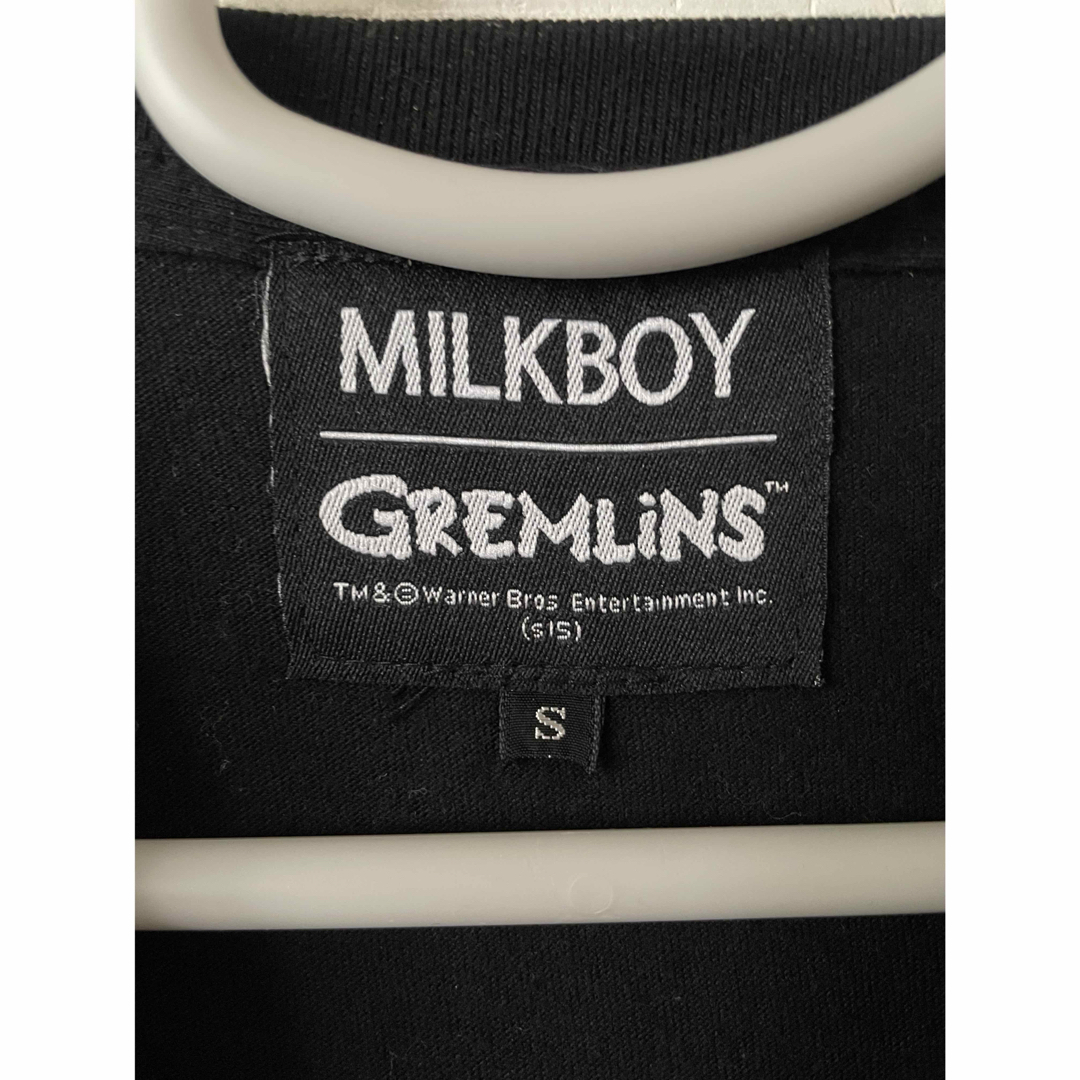 MILKBOY
GREMLiNS™
TM & © Warner Bros Entertainment Inc.
(s15)
S